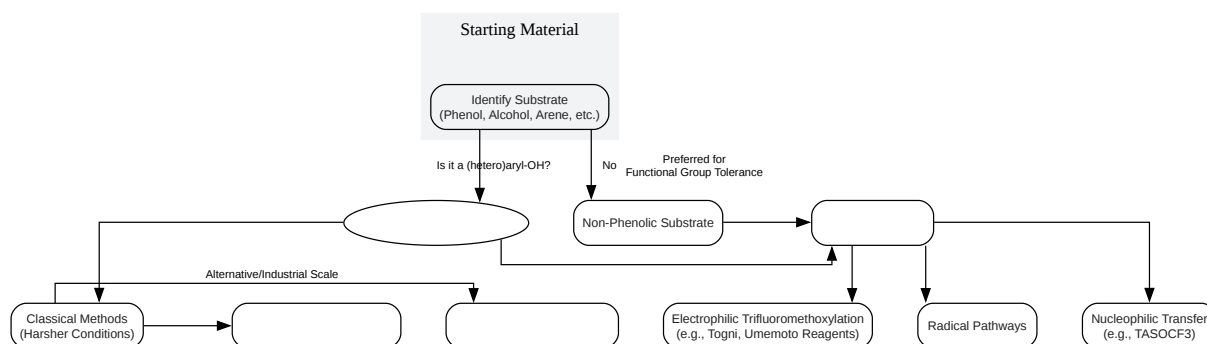 Starting Material
Identify Substrate
(Phenol, Alcohol, Arene, etc.)
Is it a (hetero)aryl-OH?
No
Preferred for
Functional Group Tolerance
Non-Phenolic Substrate
Alternative/Industrial Scale
Classical Methods
(Harsher Conditions)
Electrophilic Trifluoromethoxylation
(e.g., Togni, Umemoto Reagents)
Radical Pathways
Nucleophilic Transfer
(e.g., TASOCF3)